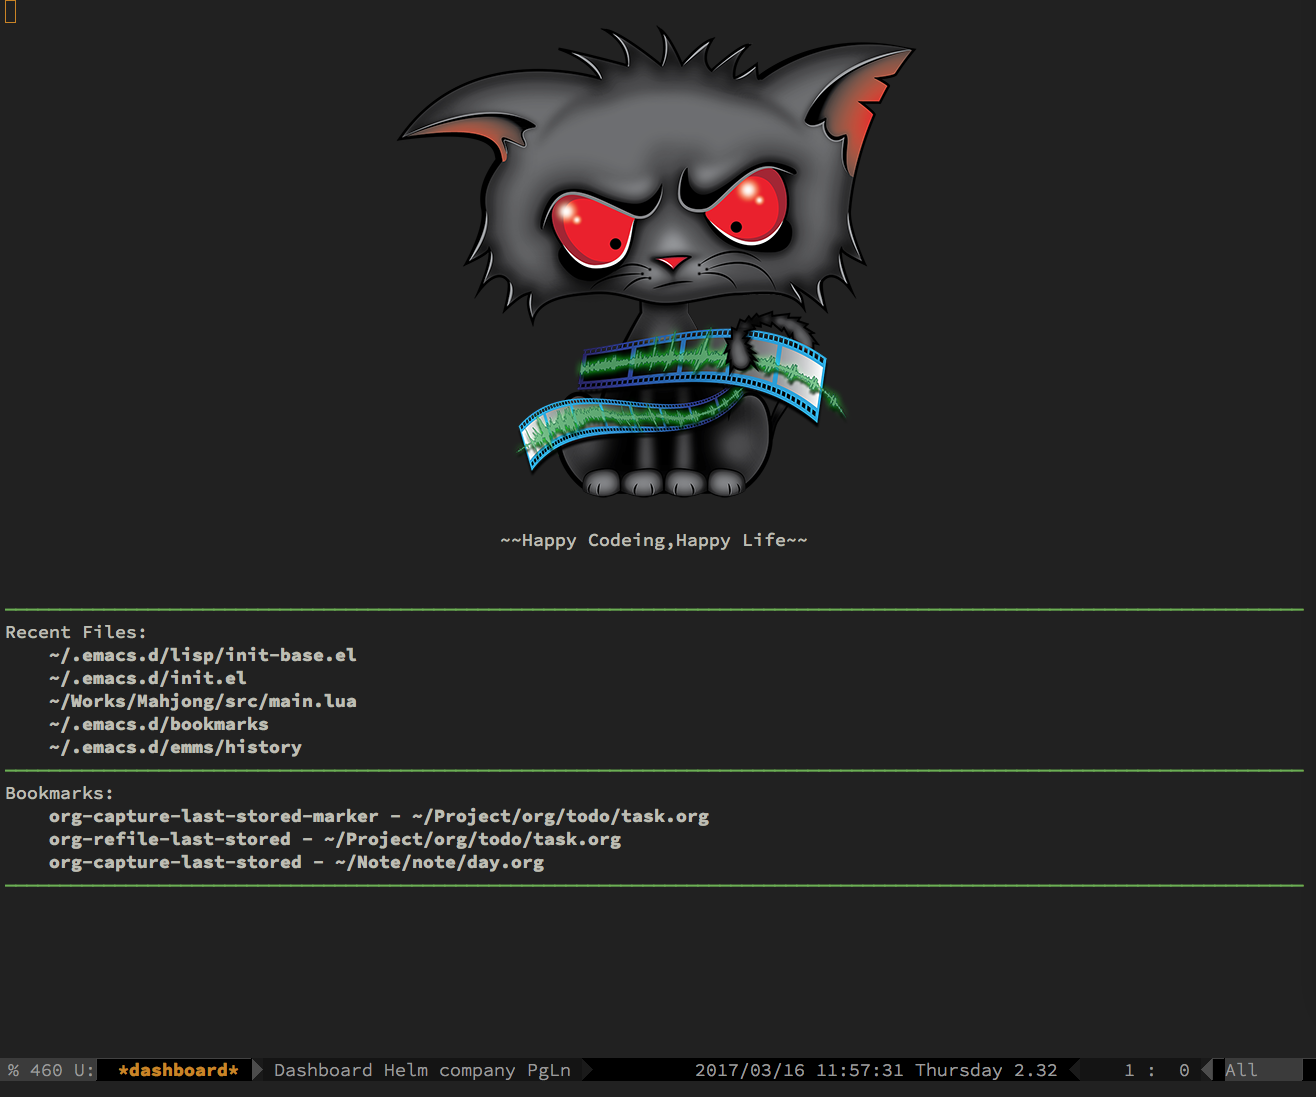 ~~Happy Codeing,Happy Life~~
Recent Files:
~/.emacs.d/lisp/init-base.el
~/.emacs.d/init.el
~/Works/Mahjong/src/main.lua
~/.emacs.d/bookmarks
~/.emacs.d/emms/history
Bookmarks:
org-capture-last-stored-marker - ~/Project/org/todo/task.org
org-refile-last-stored - ~/Project/org/todo/task.org
org-capture-last-stored - ~/Note/note/day.org
% 460 U: *dashboard* Dashboard Helm company PgLn 2017/03/16 11:57:31 Thursday 2.32 1 : 0 All